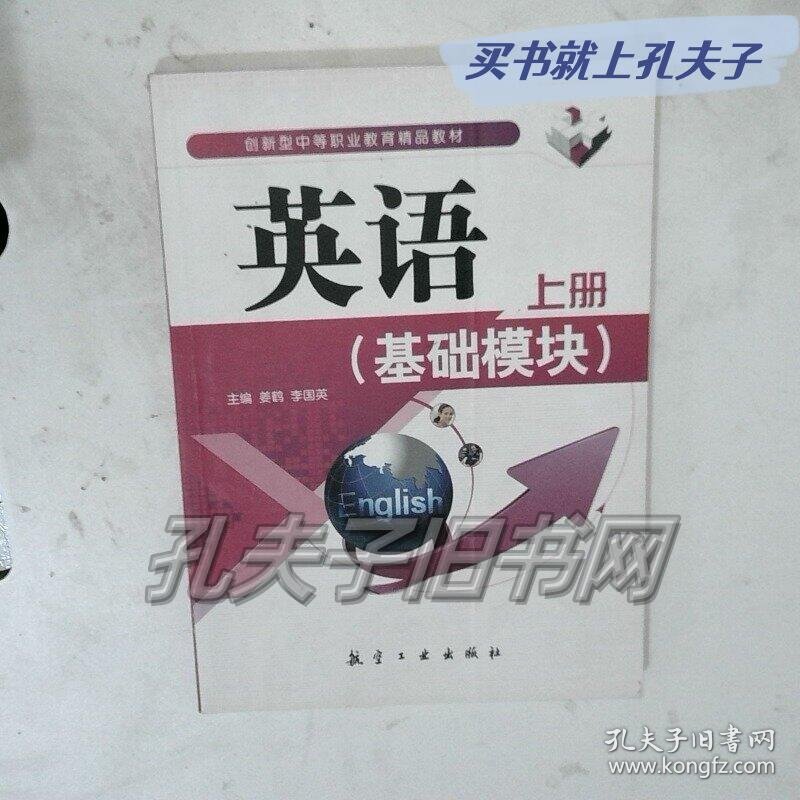 买书就上孔夫子
创新型中等职业教育精品教材
英语
上册
（基础模块）
主编 姜鹤 李国英
English
孔夫子旧书网
航空工业出版社
孔夫子旧书网
www.kongfz.com